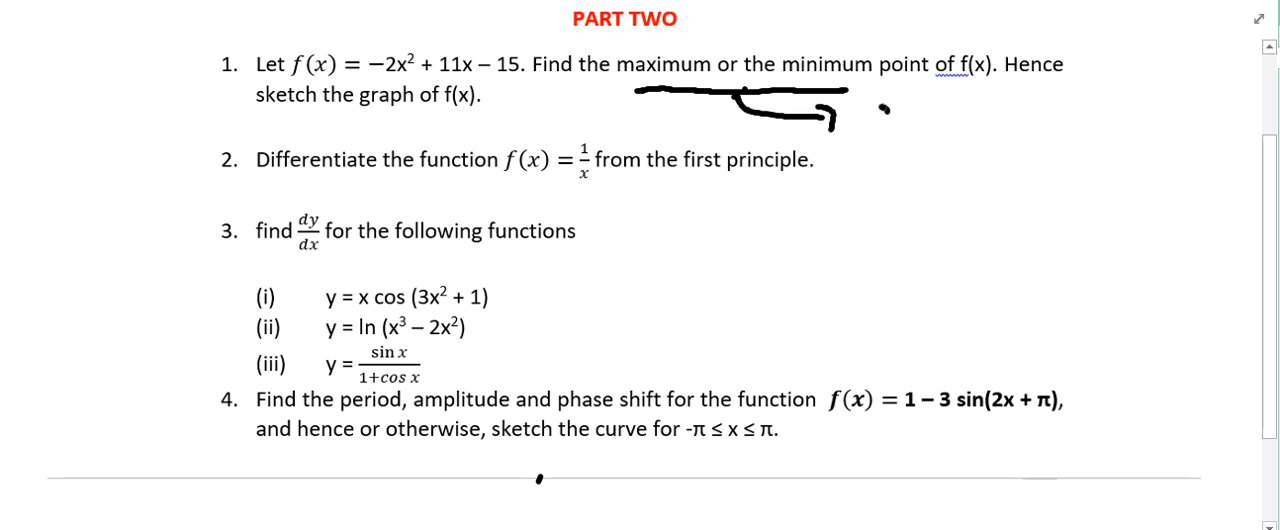 PART TWO
1. Let f(x) = −2x² + 11x – 15. Find the maximum or the minimum point of f(x). Hence
sketch the graph of f(x).
2. Differentiate the function f(x) = 1/x from the first principle.
3. find dy/dx for the following functions
(i) y = x cos (3x² + 1)
(ii) y = ln (x³ – 2x²)
(iii) y = sin x/1+cos x
4. Find the period, amplitude and phase shift for the function f(x) = 1 – 3 sin(2x + π),
and hence or otherwise, sketch the curve for -π ≤ x ≤ π.